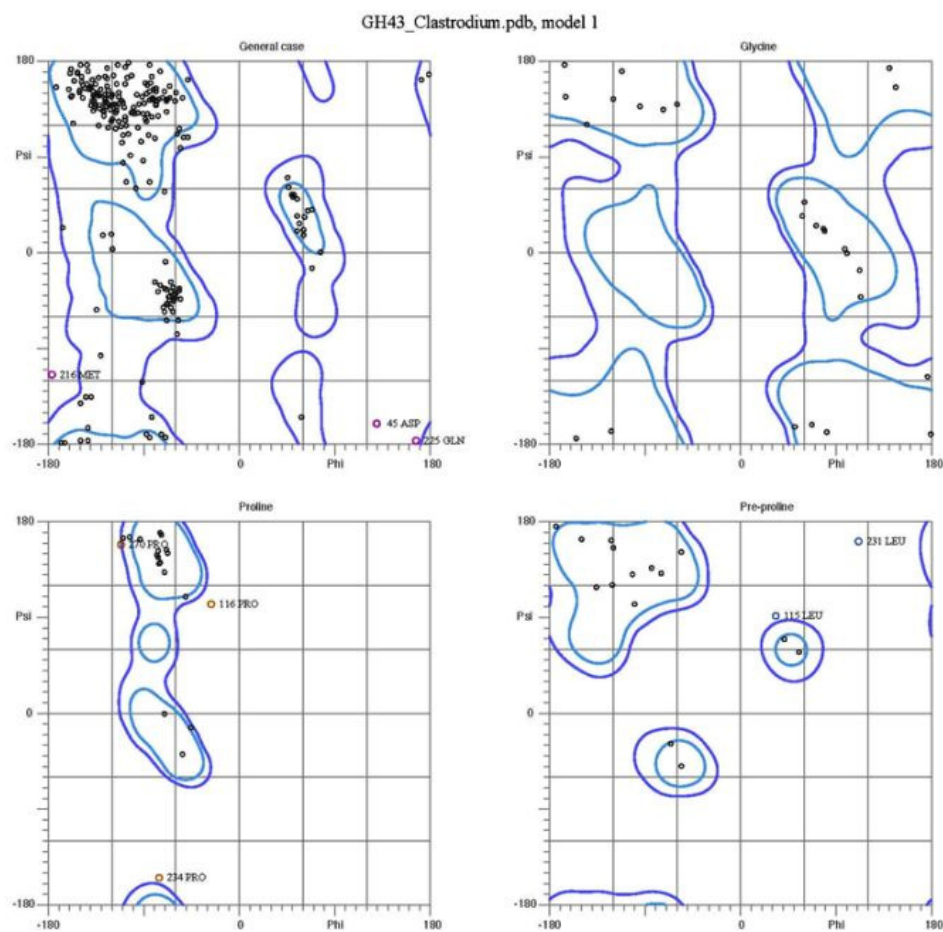 GH43_Clastrodium.pdb, model 1
General case
Glycine
180
Psi
0
-180
216 MET
45 ASP
225 GLN
-180
0
Phi
180
180
Psi
0
-180
-180
0
Phi
180
Proline
Pre-proline
180
270 PRO
116 PRO
Psi
0
234 PRO
-180
-180
0
Phi
180
180
231 LEU
115 LEU
Psi
0
-180
-180
0
Phi
180